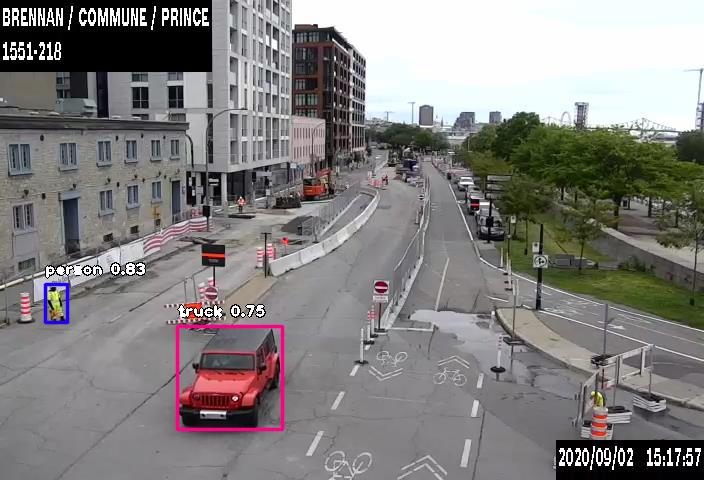 BRENNAN / COMMUNE / PRINCE
1551-218
person 0.83
truck 0.75
2020/09/02 15:17:57